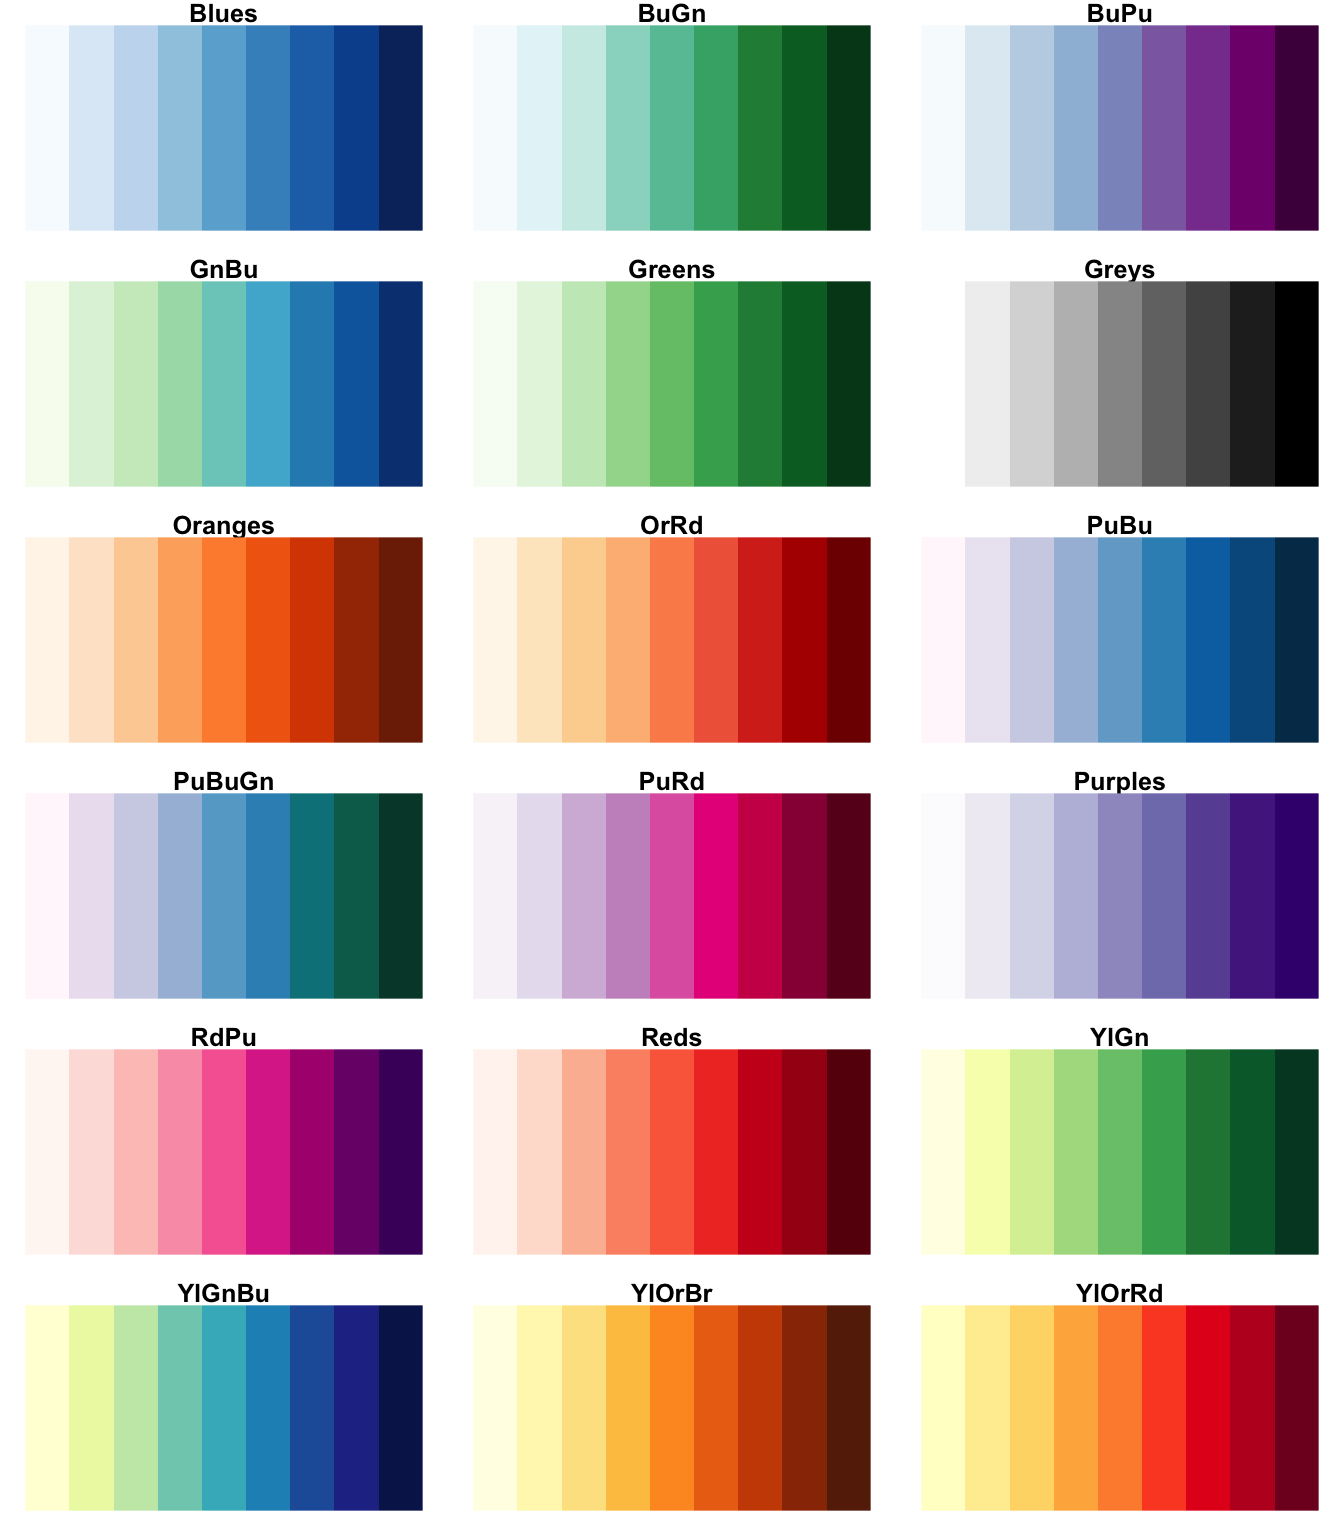 Blues
BuGn
BuPu
GnBu
Greens
Greys
Oranges
OrRd
PuBu
PuBuGn
PuRd
Purples
RdPu
Reds
YlGn
YlGnBu
YlOrBr
YlOrRd